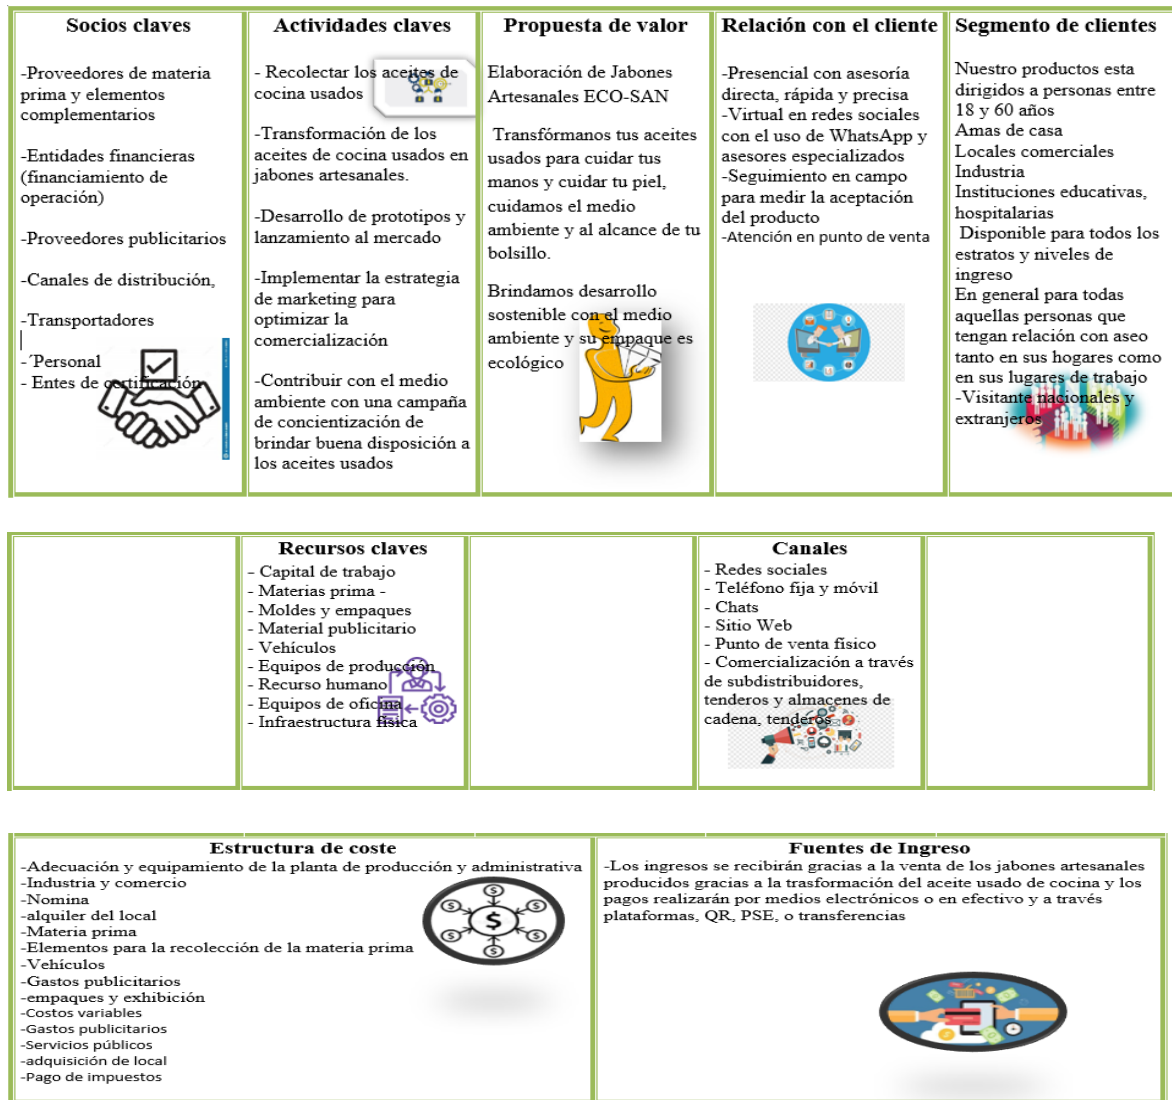 Socios claves
-Proveedores de materia
prima y elementos
complementarios
-Entidades financieras
(financiamiento de
operación)
-Proveedores publicitarios
-Canales de distribución,
-Transportadores
-´Personal
- Entes de certificación
Actividades claves
- Recolectar los aceites de
cocina usados
-Transformación de los
aceites de cocina usados en
jabones artesanales.
-Desarrollo de prototipos y
lanzamiento al mercado
-Implementar la estrategia
de marketing para
optimizar la
comercialización
-Contribuir con el medio
ambiente con una campaña
de concientización de
brindar buena disposición a
los aceites usados
Propuesta de valor
Elaboración de Jabones
Artesanales ECO-SAN
Transfórmanos tus aceites
usados para cuidar tus
manos y cuidar tu piel,
cuidamos el medio
ambiente y al alcance de tu
bolsillo.
Brindamos desarrollo
sostenible con el medio
ambiente y su empaque es
ecológico
Relación con el cliente
-Presencial con asesoría
directa, rápida y precisa
-Virtual en redes sociales
con el uso de WhatsApp y
asesores especializados
-Seguimiento en campo
para medir la aceptación
del producto
-Atención en punto de venta
Segmento de clientes
Nuestro productos esta
dirigidos a personas entre
18 y 60 años
Amas de casa
Locales comerciales
Industria
Instituciones educativas,
hospitalarias
Disponible para todos los
estratos y niveles de
ingreso
En general para todas
aquellas personas que
tengan relación con aseo
tanto en sus hogares como
en sus lugares de trabajo
-Visitante nacionales y
extranjeros
Recursos claves
- Capital de trabajo
- Materias prima -
- Moldes y empaques
- Material publicitario
- Vehículos
- Equipos de producción
- Recurso humano
- Equipos de oficina
- Infraestructura física
Canales
- Redes sociales
- Teléfono fija y móvil
- Chats
- Sitio Web
- Punto de venta físico
- Comercialización a través
de subdistribuidores,
tenderos y almacenes de
cadena, tenderos
Estructura de coste
-Adecuación y equipamiento de la planta de producción y administrativa
-Industria y comercio
-Nomina
-alquiler del local
-Materia prima
-Elementos para la recolección de la materia prima
-Vehículos
-Gastos publicitarios
-empaques y exhibición
-Costos variables
-Gastos publicitarios
-Servicios públicos
-adquisición de local
-Pago de impuestos
Fuentes de Ingreso
-Los ingresos se recibirán gracias a la venta de los jabones artesanales
producidos gracias a la trasformación del aceite usado de cocina y los
pagos realizarán por medios electrónicos o en efectivo y a través
plataformas, QR, PSE, o transferencias